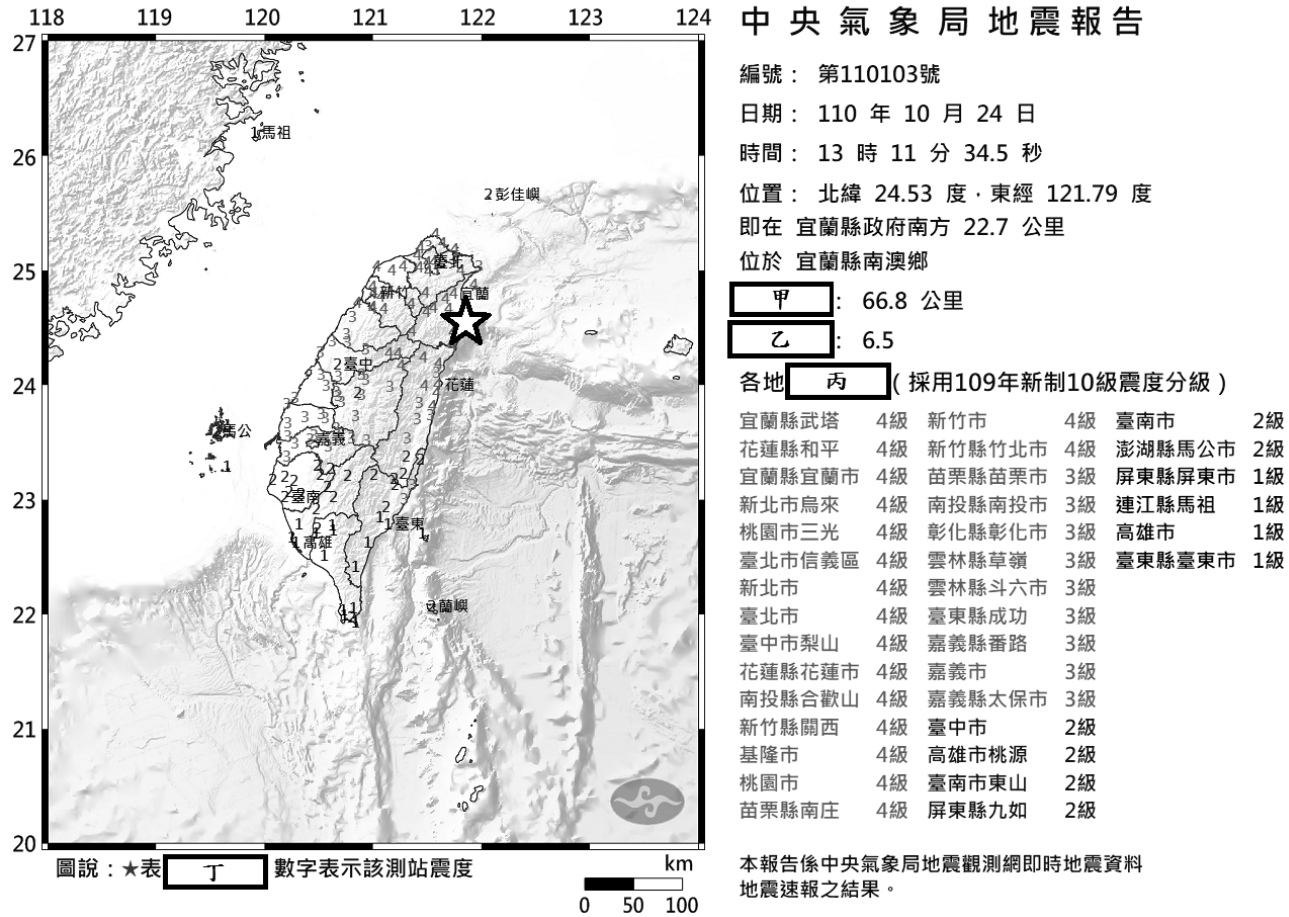 中央氣象局地震報告
編號： 第110103號
日期： 110 年 10 月 24 日
時間： 13 時 11 分 34.5 秒
位置： 北緯 24.53 度，東經 121.79 度
即在 宜蘭縣政府南方 22.7 公里
位於 宜蘭縣南澳鄉
甲： 66.8 公里
乙： 6.5
各地 丙 (採用109年新制10級震度分級)
宜蘭縣武塔 4級 新竹市 4級 臺南市 2級
花蓮縣和平 4級 新竹縣竹北市 4級 澎湖縣馬公市 2級
宜蘭縣宜蘭市 4級 苗栗縣苗栗市 3級 屏東縣屏東市 1級
新北市烏來 4級 南投縣南投市 3級 連江縣馬祖 1級
桃園市三光 4級 彰化縣彰化市 3級 高雄市 1級
臺北市信義區 4級 雲林縣草嶺 3級 臺東縣臺東市 1級
新北市 4級 雲林縣斗六市 3級
臺北市 4級 臺東縣成功 3級
臺中市梨山 4級 嘉義縣番路 3級
花蓮縣花蓮市 4級 嘉義市 3級
南投縣合歡山 4級 嘉義縣太保市 3級
新竹縣關西 4級 臺中市 2級
基隆市 4級 高雄市桃源 2級
桃園市 4級 臺南市東山 2級
苗栗縣南庄 4級 屏東縣九如 2級
本報告係中央氣象局地震觀測網即時地震資料
地震速報之結果。
118 119 120 121 122 123 124
27
26
25
24
23
22
21
20
1馬祖
2彭佳嶼
臺北
新竹
宜蘭
2臺中
花蓮
馬公
嘉義
臺南
1臺東
高雄
蘭嶼
圖說：★表 丁 數字表示該測站震度
km
0 50 100